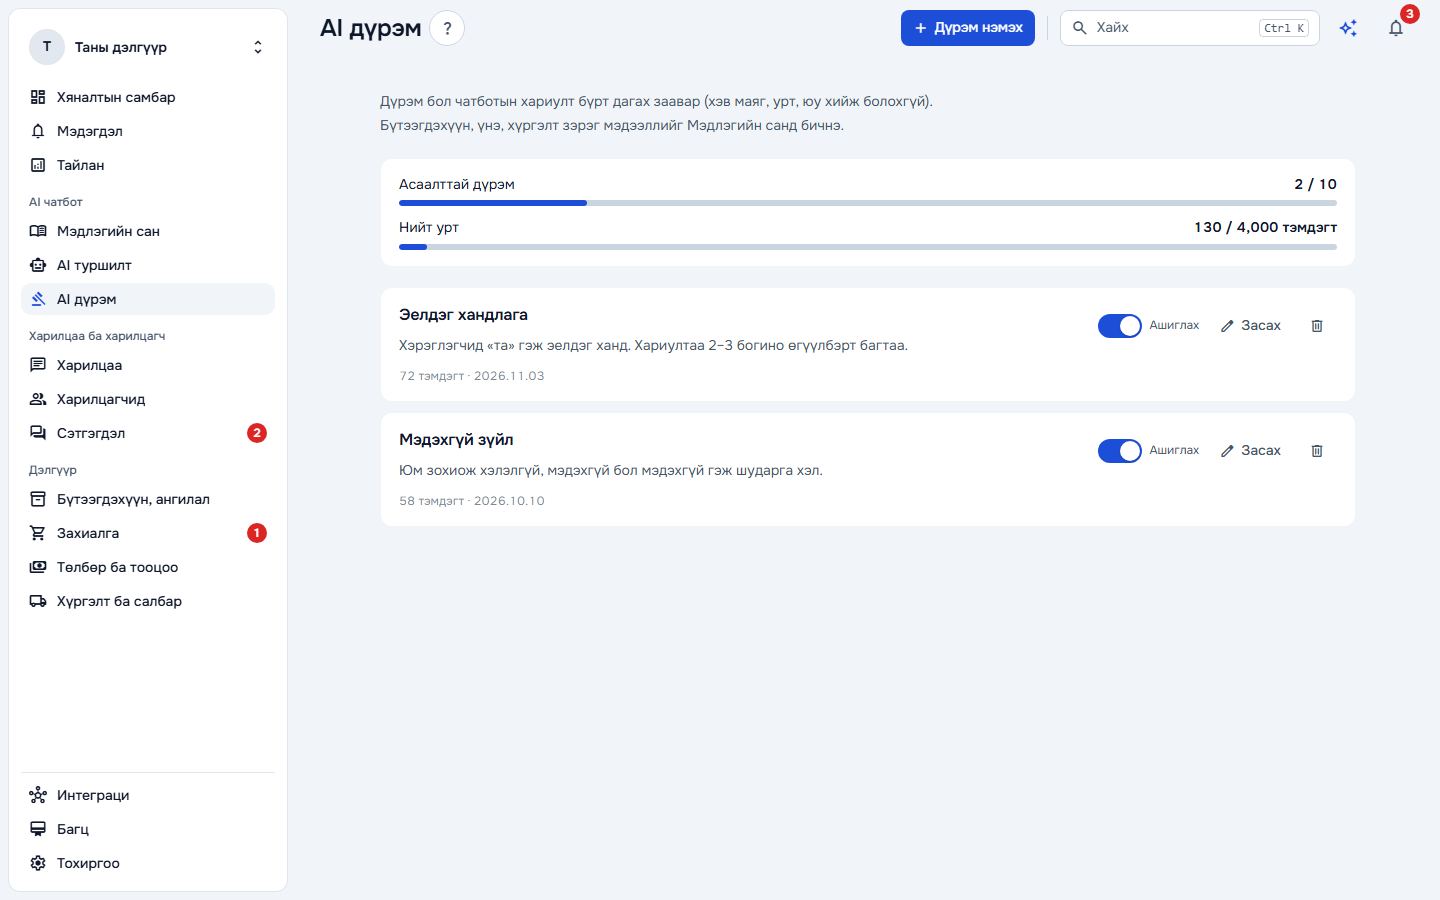 Т
Таны дэлгүүр
Хяналтын самбар
Мэдэгдэл
Тайлан
AI чатбот
Мэдлэгийн сан
AI туршилт
AI дүрэм
Харилцаа ба харилцагч
Харилцаа
Харилцагчид
Сэтгэгдэл 2
Дэлгүүр
Бүтээгдэхүүн, ангилал
Захиалга 1
Төлбөр ба тооцоо
Хүргэлт ба салбар
Интеграци
Багц
Тохиргоо
AI дүрэм ?
+ Дүрэм нэмэх
Хайх Ctrl K
3
Дүрэм бол чатботын хариулт бүрт дагах заавар (хэв маяг, урт, юу хийж болохгүй).
Бүтээгдэхүүн, үнэ, хүргэлт зэрэг мэдээллийг Мэдлэгийн санд бичнэ.
Асаалттай дүрэм 2 / 10
Нийт урт 130 / 4,000 тэмдэгт
Эелдэг хандлага
Хэрэглэгчид «та» гэж эелдэг ханд. Хариултаа 2–3 богино өгүүлбэрт багтаа.
72 тэмдэгт · 2026.11.03
Ашиглах Засах
Мэдэхгүй зүйл
Юм зохиож хэлэлгүй, мэдэхгүй бол мэдэхгүй гэж шударга хэл.
58 тэмдэгт · 2026.10.10
Ашиглах Засах